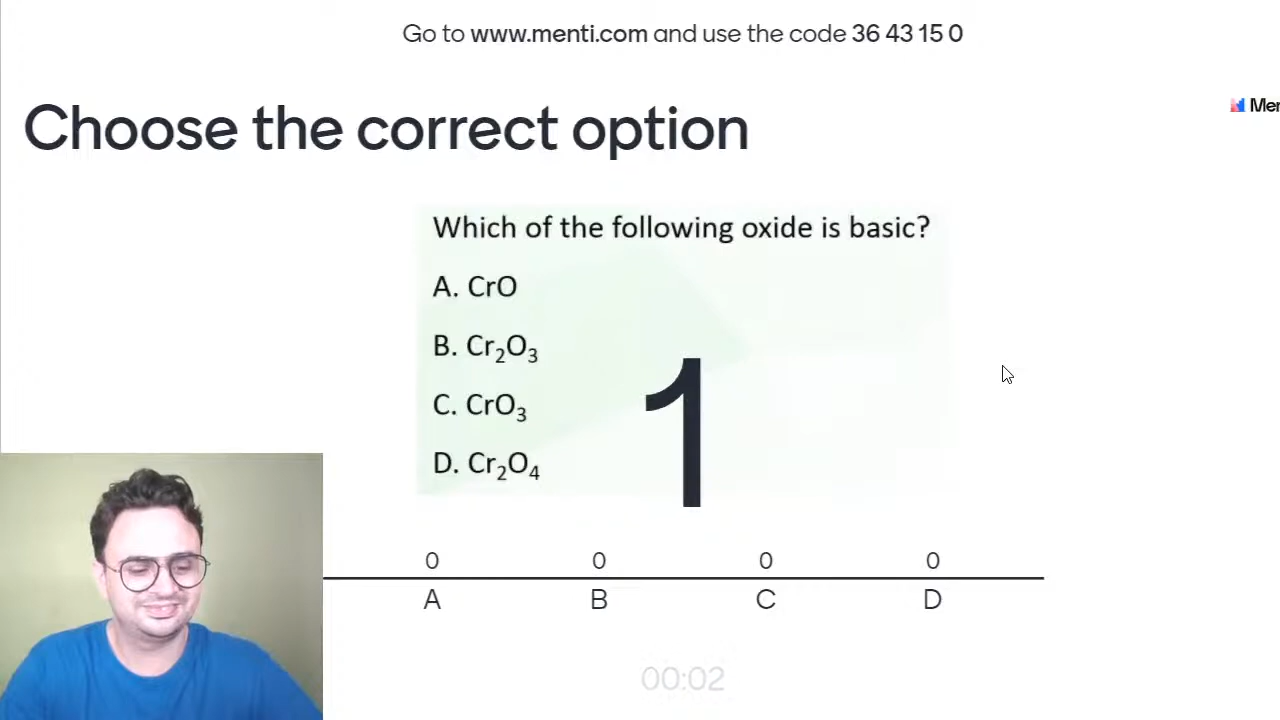 Go to www.menti.com and use the code 36 43 15 0
Choose the correct option
Which of the following oxide is basic?
A. CrO
B. Cr₂O₃
C. CrO₃
D. Cr₂O₄
1
0 0 0 0
A B C D
00:02